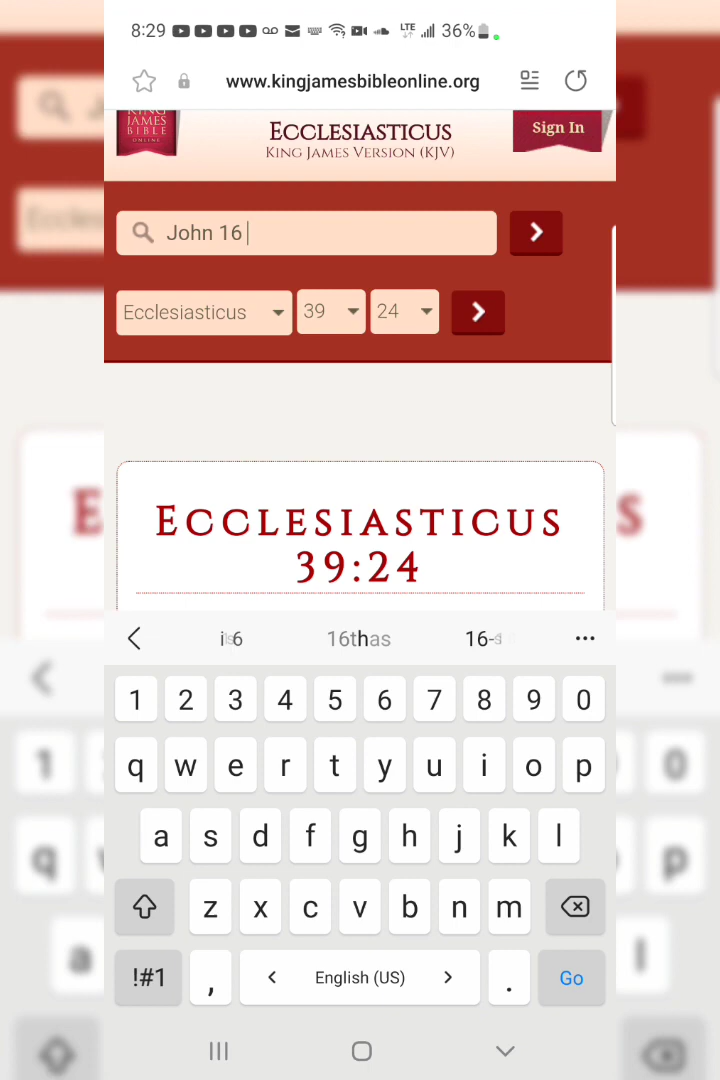 8:29 LTE 36%
www.kingjamesbibleonline.org
KING
JAMES
BIBLE
ONLINE
ECCLESIASTICUS
KING JAMES VERSION (KJV)
Sign In
John 16
Ecclesiasticus 39 24
ECCLESIASTICUS
39:24
1 2 3 4 5 6 7 8 9 0
q w e r t y u i o p
a s d f g h j k l
z x c v b n m
!#1 , English (US) . Go